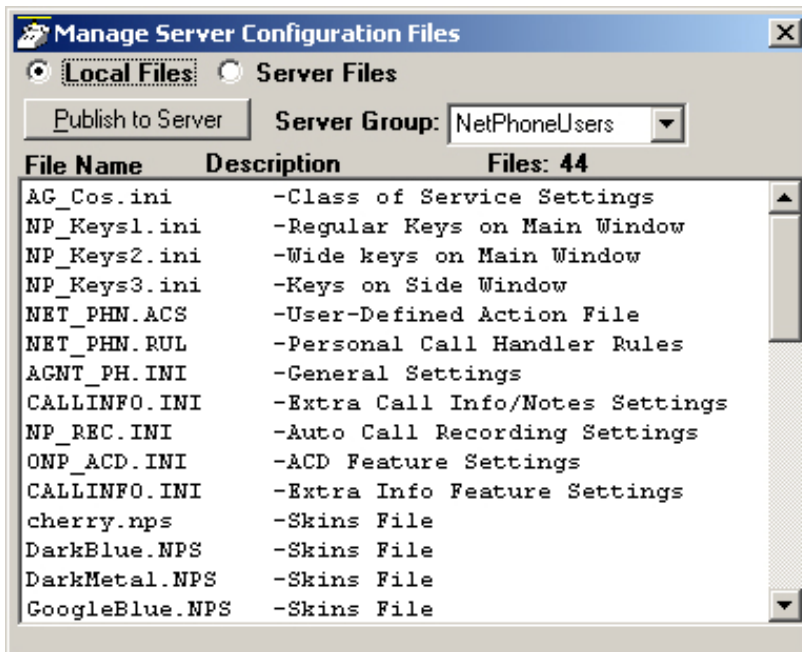 Manage Server Configuration Files
Local Files Server Files
Publish to Server Server Group: NetPhoneUsers
File Name Description Files: 44
AG_Cos.ini -Class of Service Settings
NP_Keys1.ini -Regular Keys on Main Window
NP_Keys2.ini -Wide keys on Main Window
NP_Keys3.ini -Keys on Side Window
NET_PHN.ACS -User-Defined Action File
NET_PHN.RUL -Personal Call Handler Rules
AGNT_PH.INI -General Settings
CALLINFO.INI -Extra Call Info/Notes Settings
NP_REC.INI -Auto Call Recording Settings
ONP_ACD.INI -ACD Feature Settings
CALLINFO.INI -Extra Info Feature Settings
cherry.nps -Skins File
DarkBlue.NPS -Skins File
DarkMetal.NPS -Skins File
GoogleBlue.NPS -Skins File